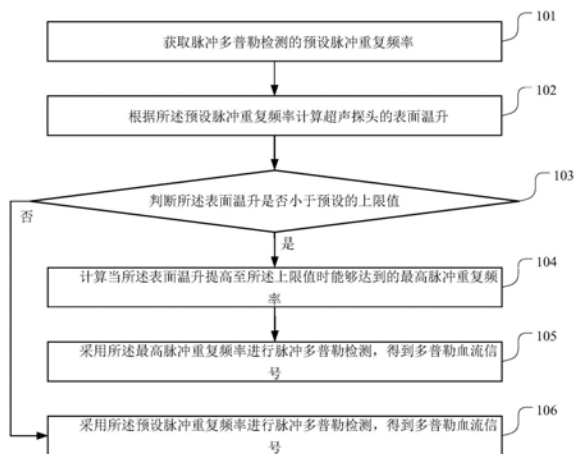 101
获取脉冲多普勒检测的预设脉冲重复频率
102
根据所述预设脉冲重复频率计算超声探头的表面温升
103
判断所述表面温升是否小于预设的上限值
否
是
104
计算当所述表面温升提高至所述上限值时能够达到的最高脉冲重复频
率
105
采用所述最高脉冲重复频率进行脉冲多普勒检测，得到多普勒血流信
号
106
采用所述预设脉冲重复频率进行脉冲多普勒检测，得到多普勒血流信
号